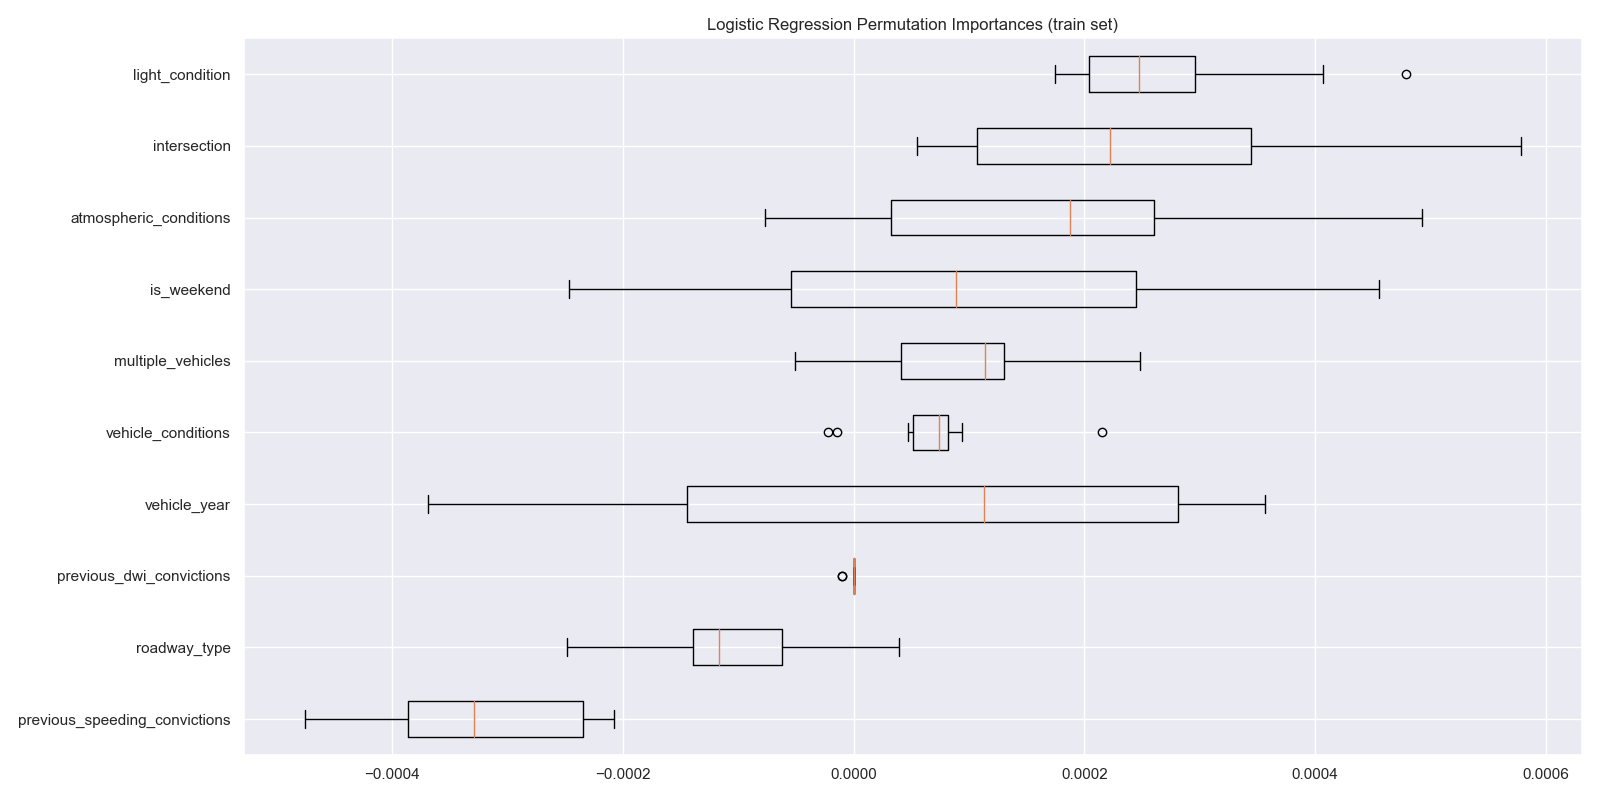 Logistic Regression Permutation Importances (train set)
light_condition
intersection
atmospheric_conditions
is_weekend
multiple_vehicles
vehicle_conditions
vehicle_year
previous_dwi_convictions
roadway_type
previous_speeding_convictions
−0.0004 −0.0002 0.0000 0.0002 0.0004 0.0006